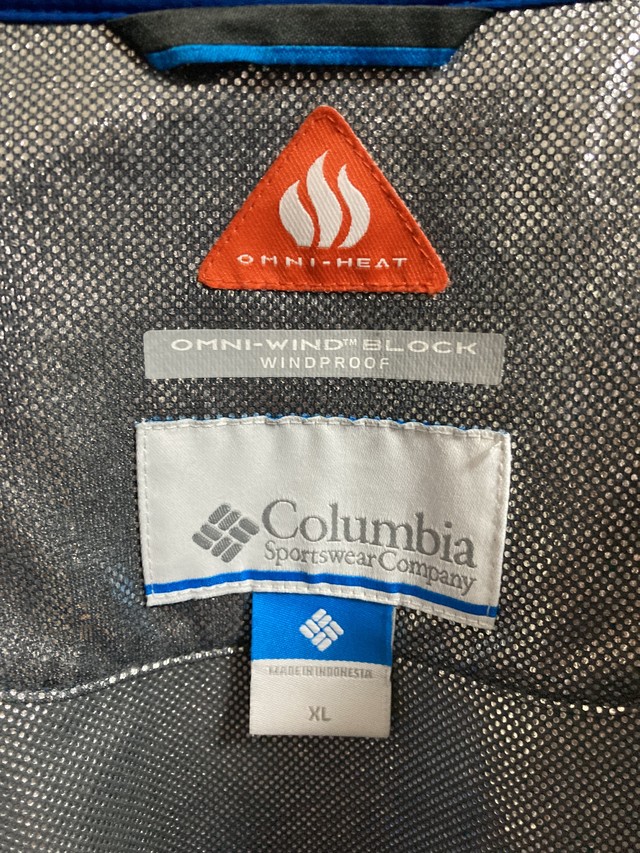 OMNI-HEAT
OMNI-WIND™ BLOCK
WINDPROOF
Columbia
Sportswear Company
MADE IN INDONESIA
XL